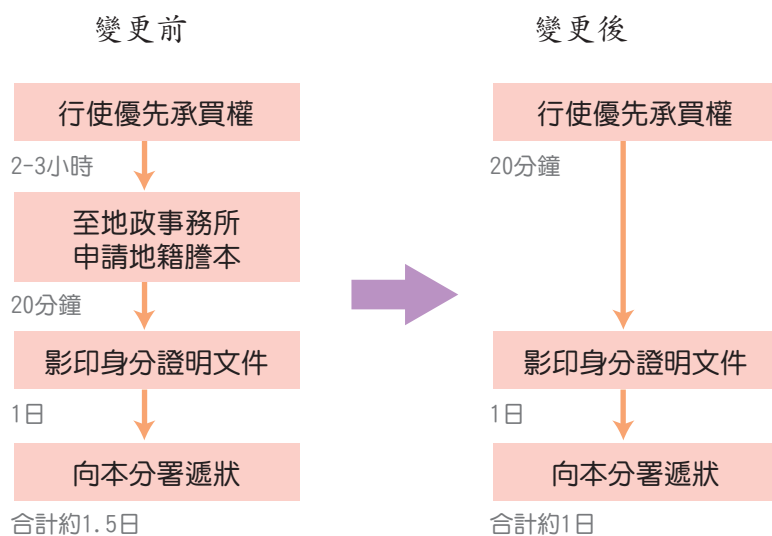 變更前
行使優先承買權
2-3小時
至地政事務所
申請地籍謄本
20分鐘
影印身分證明文件
1日
向本分署遞狀
合計約1.5日
變更後
行使優先承買權
20分鐘
影印身分證明文件
1日
向本分署遞狀
合計約1日